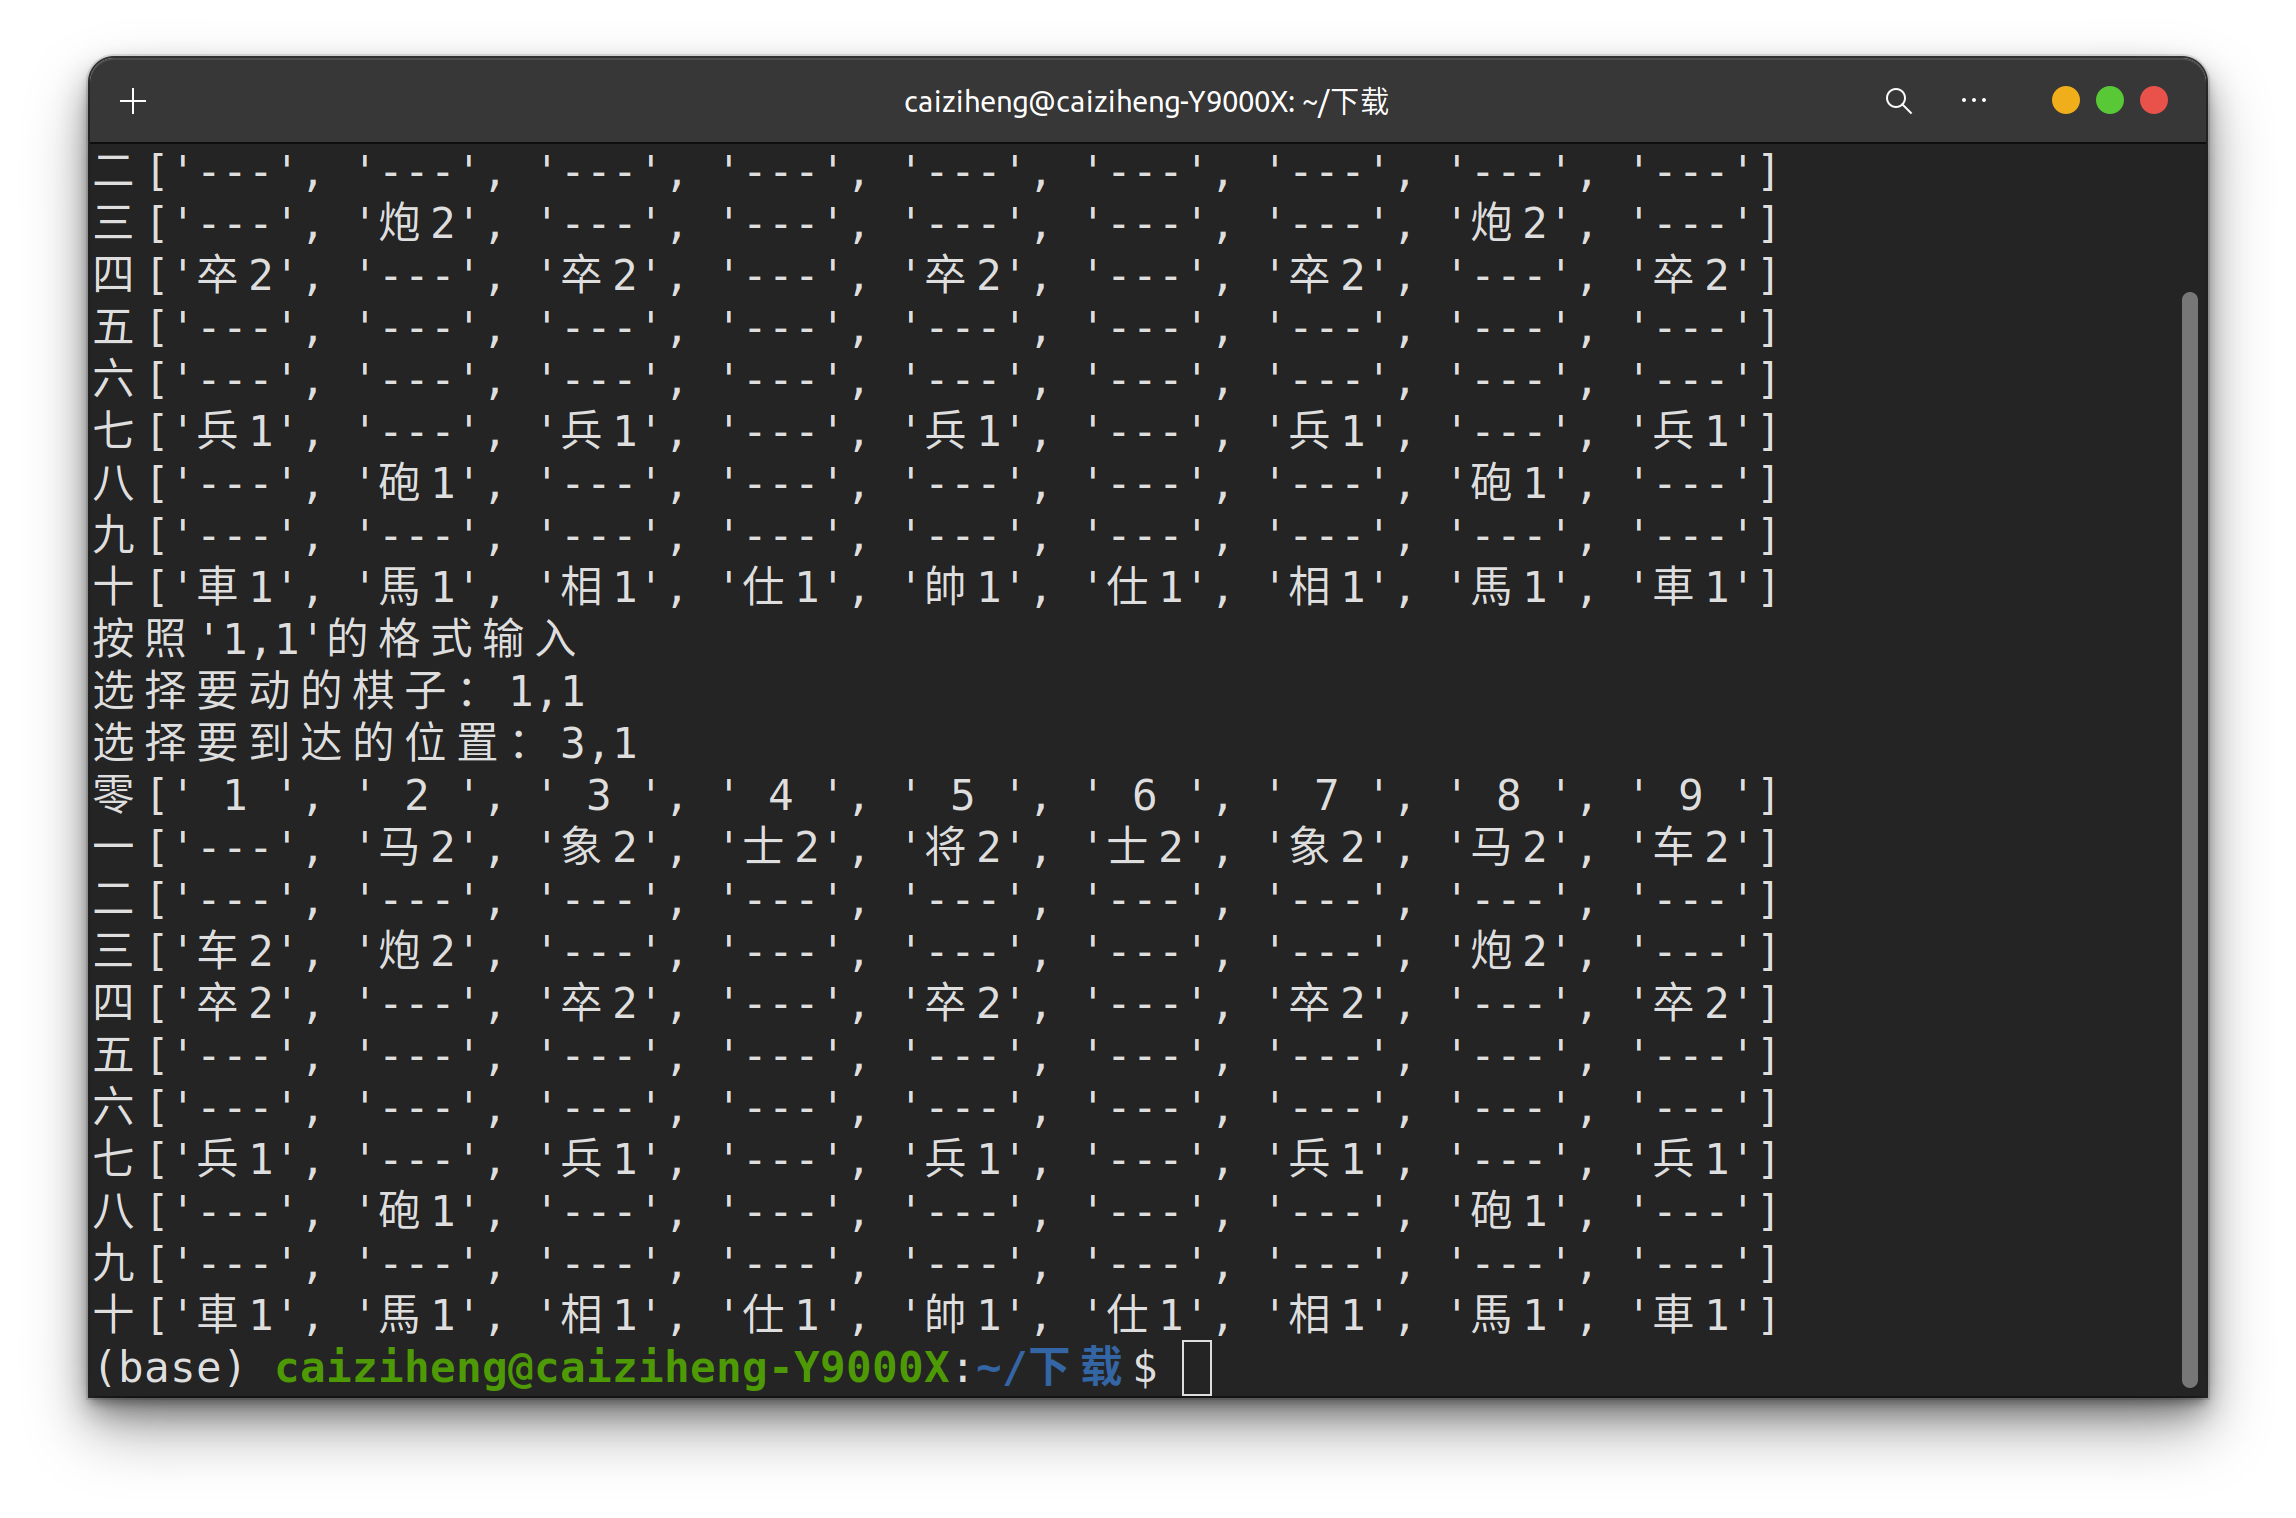 caiziheng@caiziheng-Y9000X: ~/下载
二['---', '---', '---', '---', '---', '---', '---', '---', '---']
三['---', '炮2', '---', '---', '---', '---', '---', '炮2', '---']
四['卒2', '---', '卒2', '---', '卒2', '---', '卒2', '---', '卒2']
五['---', '---', '---', '---', '---', '---', '---', '---', '---']
六['---', '---', '---', '---', '---', '---', '---', '---', '---']
七['兵1', '---', '兵1', '---', '兵1', '---', '兵1', '---', '兵1']
八['---', '砲1', '---', '---', '---', '---', '---', '砲1', '---']
九['---', '---', '---', '---', '---', '---', '---', '---', '---']
十['車1', '馬1', '相1', '仕1', '帥1', '仕1', '相1', '馬1', '車1']
按照'1,1'的格式输入
选择要动的棋子：1,1
选择要到达的位置：3,1
零[' 1 ', ' 2 ', ' 3 ', ' 4 ', ' 5 ', ' 6 ', ' 7 ', ' 8 ', ' 9 ']
一['---', '马2', '象2', '士2', '将2', '士2', '象2', '马2', '车2']
二['---', '---', '---', '---', '---', '---', '---', '---', '---']
三['车2', '炮2', '---', '---', '---', '---', '---', '炮2', '---']
四['卒2', '---', '卒2', '---', '卒2', '---', '卒2', '---', '卒2']
五['---', '---', '---', '---', '---', '---', '---', '---', '---']
六['---', '---', '---', '---', '---', '---', '---', '---', '---']
七['兵1', '---', '兵1', '---', '兵1', '---', '兵1', '---', '兵1']
八['---', '砲1', '---', '---', '---', '---', '---', '砲1', '---']
九['---', '---', '---', '---', '---', '---', '---', '---', '---']
十['車1', '馬1', '相1', '仕1', '帥1', '仕1', '相1', '馬1', '車1']
(base) caiziheng@caiziheng-Y9000X:~/下载$